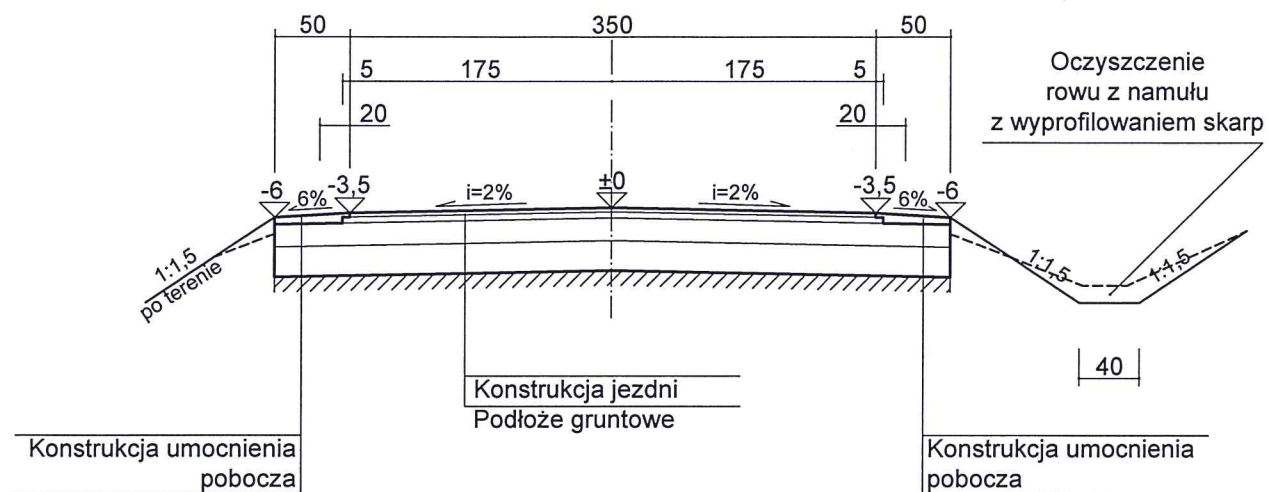 50 350 50
5 175 175 5
20 20
Oczyszczenie
rowu z namułu
z wyprofilowaniem skarp
-6 6% -3,5 i=2% ±0 i=2% -3,5 6% -6
1:1,5
po terenie
1:1,5 1:1,5
40
Konstrukcja jezdni
Podłoże gruntowe
Konstrukcja umocnienia
pobocza
Konstrukcja umocnienia
pobocza